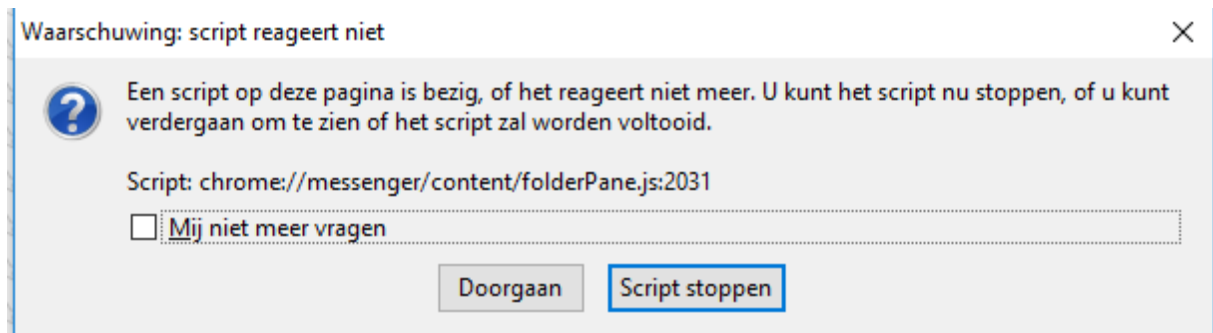 Waarschuwing: script reageert niet
Een script op deze pagina is bezig, of het reageert niet meer. U kunt het script nu stoppen, of u kunt
verdergaan om te zien of het script zal worden voltooid.
Script: chrome://messenger/content/folderPane.js:2031
Mij niet meer vragen
Doorgaan
Script stoppen